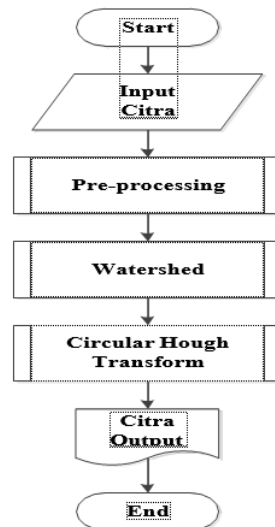 Start
Input
Citra
Pre-processing
Watershed
Circular Hough
Transform
Citra
Output
End